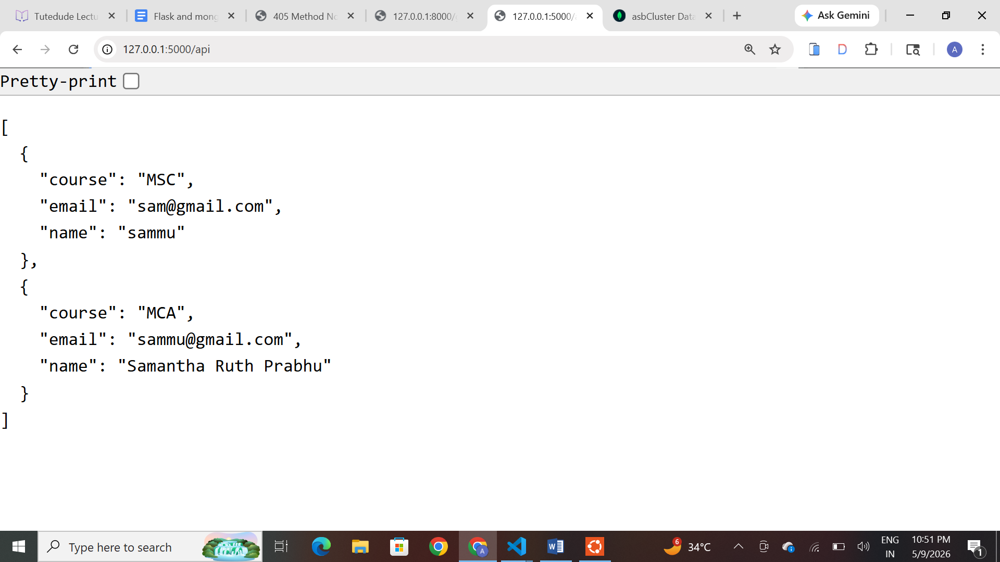 Tutedude Lectu
Flask and mong
405 Method No
127.0.0.1:8000/
127.0.0.1:5000/a
asbCluster Data
Ask Gemini
127.0.0.1:5000/api
D
A
Pretty-print
[
{
"course": "MSC",
"email": "sam@gmail.com",
"name": "sammu"
},
{
"course": "MCA",
"email": "sammu@gmail.com",
"name": "Samantha Ruth Prabhu"
}
]
Type here to search
A
W
6
34°C
ENG
IN
10:51 PM
5/9/2026
1